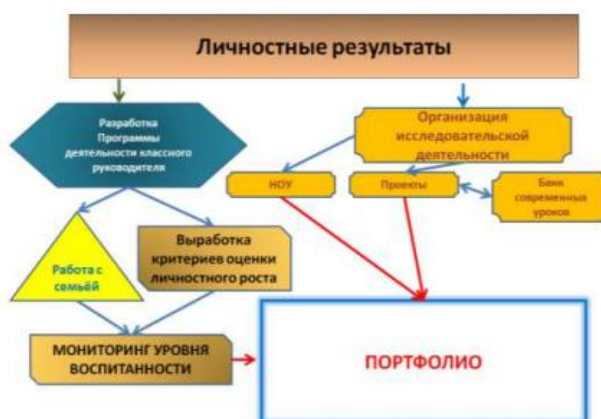 Личностные результаты
Разработка
Программы
деятельности классного
руководителя
Организация
исследовательской
деятельности
НОУ
Проекты
Банк
современных
уроков
Работа с
семьёй
Выработка
критериев оценки
личностного роста
МОНИТОРИНГ УРОВНЯ
ВОСПИТАННОСТИ
ПОРТФОЛИО